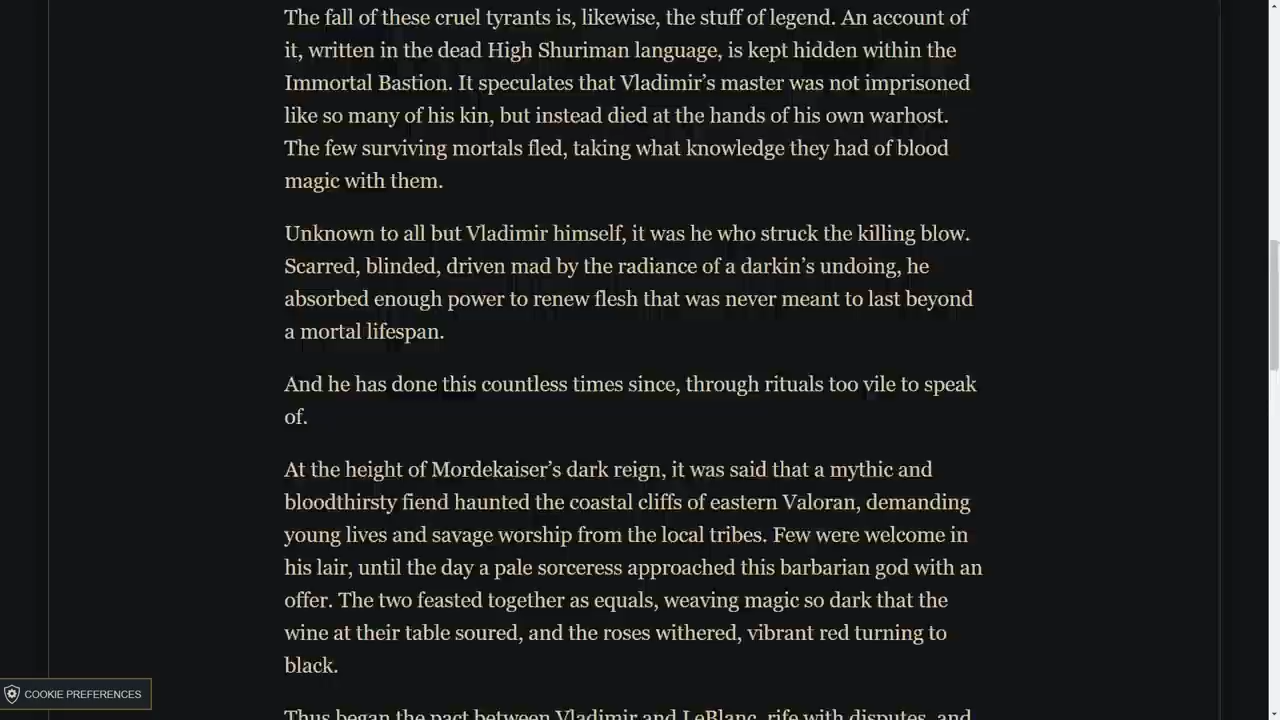 The fall of these cruel tyrants is, likewise, the stuff of legend. An account of
it, written in the dead High Shuriman language, is kept hidden within the
Immortal Bastion. It speculates that Vladimir’s master was not imprisoned
like so many of his kin, but instead died at the hands of his own warhost.
The few surviving mortals fled, taking what knowledge they had of blood
magic with them.
Unknown to all but Vladimir himself, it was he who struck the killing blow.
Scarred, blinded, driven mad by the radiance of a darkin’s undoing, he
absorbed enough power to renew flesh that was never meant to last beyond
a mortal lifespan.
And he has done this countless times since, through rituals too vile to speak
of.
At the height of Mordekaiser’s dark reign, it was said that a mythic and
bloodthirsty fiend haunted the coastal cliffs of eastern Valoran, demanding
young lives and savage worship from the local tribes. Few were welcome in
his lair, until the day a pale sorceress approached this barbarian god with an
offer. The two feasted together as equals, weaving magic so dark that the
wine at their table soured, and the roses withered, vibrant red turning to
black.
COOKIE PREFERENCES
Thus began the pact between Vladimir and LeBlanc, rife with disputes, and